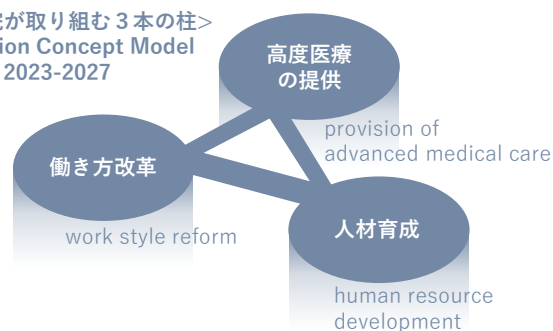 が取り組む3本の柱>
ion Concept Model
2023-2027
高度医療
の提供
provision of
advanced medical care
働き方改革
work style reform
人材育成
human resource
development